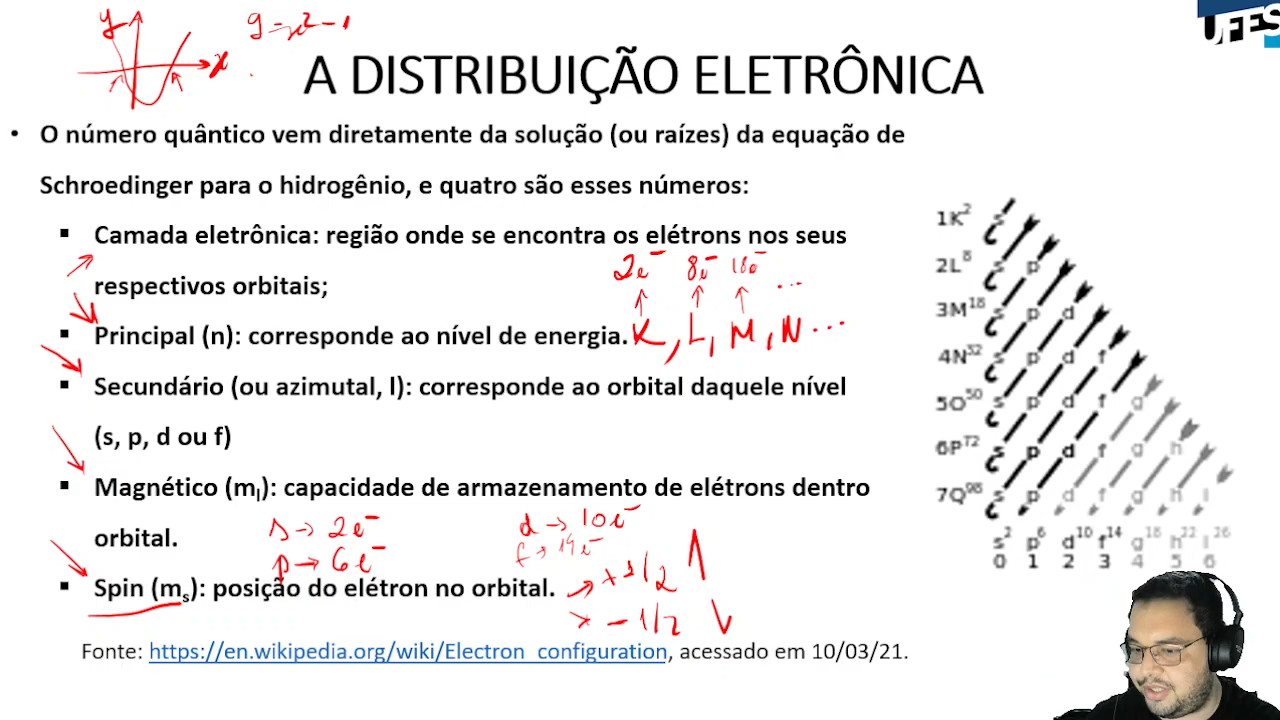 y
y=x²-1
x
UFES
A DISTRIBUIÇÃO ELETRÔNICA
• O número quântico vem diretamente da solução (ou raízes) da equação de
Schroedinger para o hidrogênio, e quatro são esses números:
▪ Camada eletrônica: região onde se encontra os elétrons nos seus
respectivos orbitais;
2e⁻ 8e⁻ 18e⁻ ...
▪ Principal (n): corresponde ao nível de energia. K, L, M, N...
▪ Secundário (ou azimutal, l): corresponde ao orbital daquele nível
(s, p, d ou f)
▪ Magnético (mₗ): capacidade de armazenamento de elétrons dentro
orbital.
s → 2e⁻
p → 6e⁻
d → 10e⁻
f → 14e⁻
▪ Spin (mₛ): posição do elétron no orbital.
+1/2
-1/2
Fonte: https://en.wikipedia.org/wiki/Electron_configuration, acessado em 10/03/21.
1K² s
2L⁸ s p
3M¹⁸ s p d
4N³² s p d f
5O⁵⁰ s p d f g
6P⁷² s p d f g h
7Q⁹⁸ s p d f g h i
s² p⁶ d¹⁰ f¹⁴ g¹⁸ h²² i²⁶
0 1 2 3 4 5 6